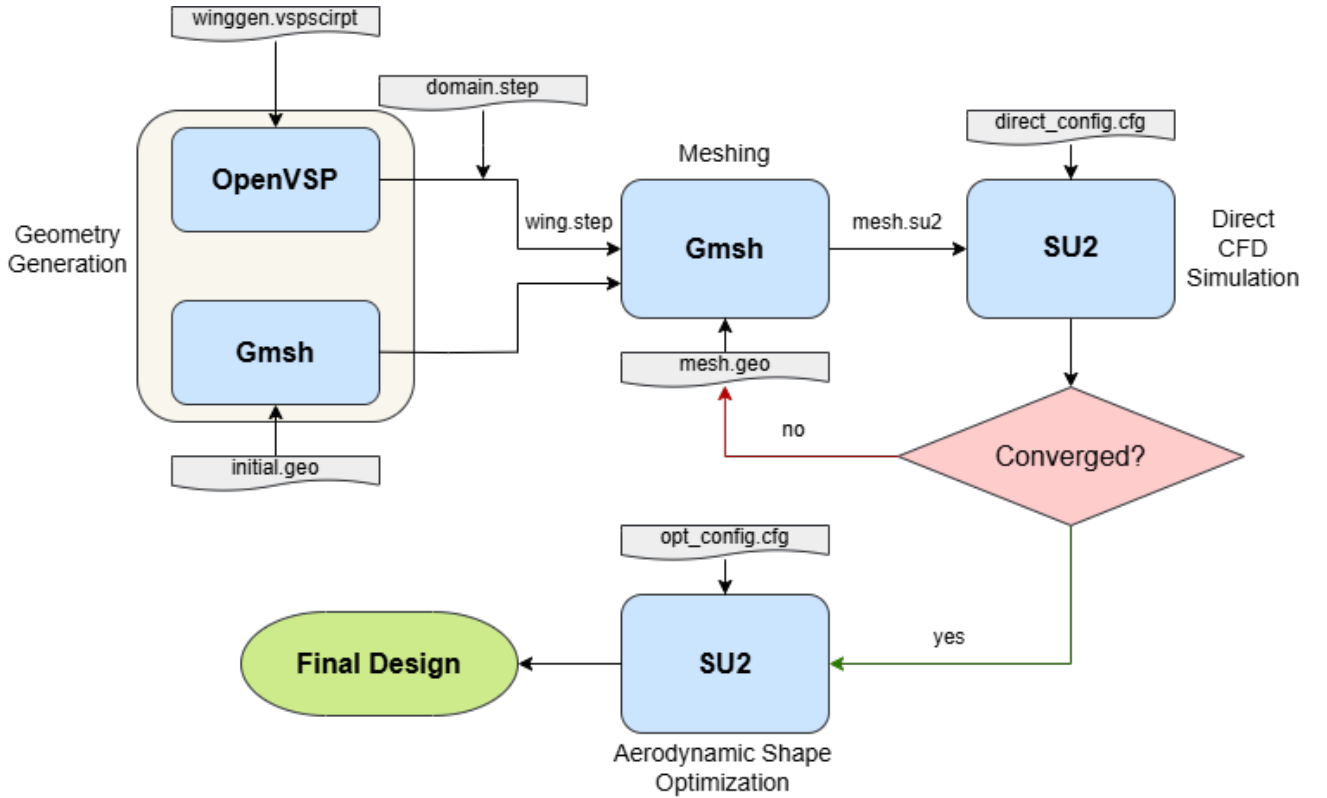 winggen.vspscirpt
domain.step
direct_config.cfg
OpenVSP
Meshing
Geometry
Generation
wing.step
Gmsh
mesh.su2
SU2
Direct
CFD
Simulation
Gmsh
mesh.geo
initial.geo
no
Converged?
opt_config.cfg
yes
Final Design
SU2
Aerodynamic Shape
Optimization